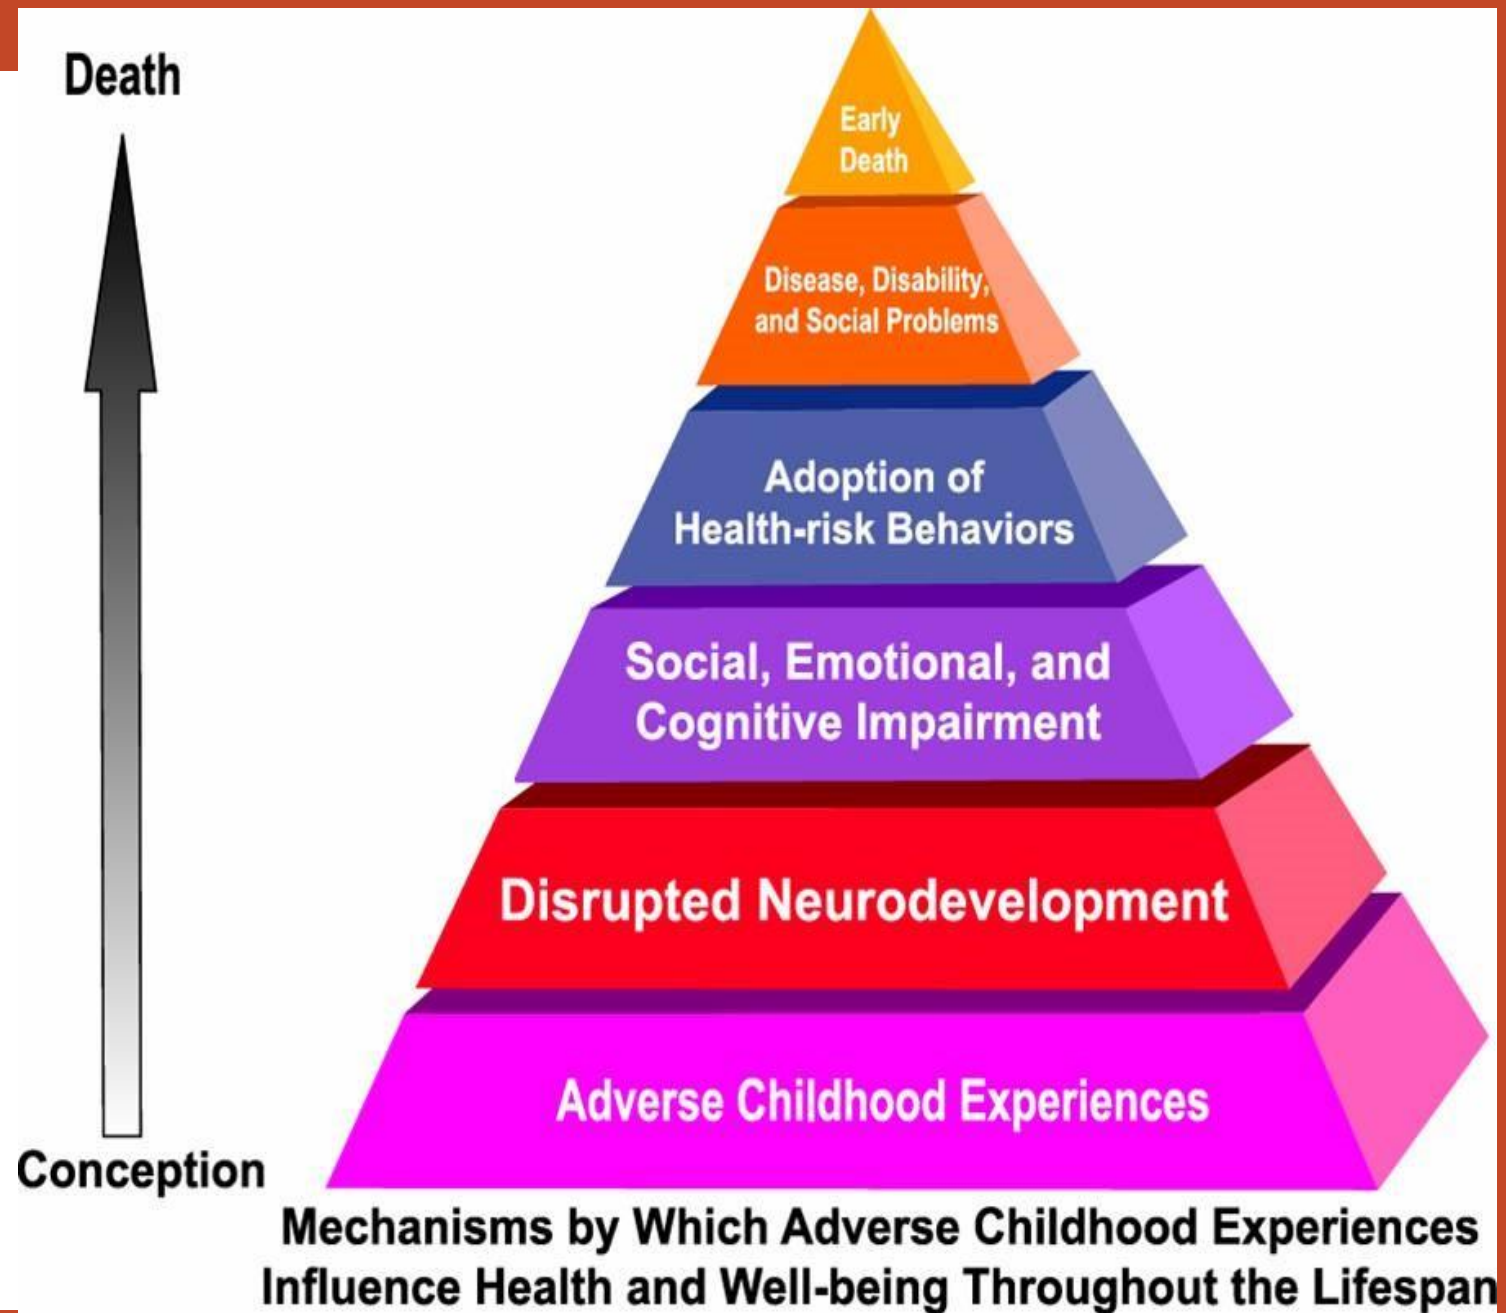 Death
Early
Death
Disease, Disability,
and Social Problems
Adoption of
Health-risk Behaviors
Social, Emotional, and
Cognitive Impairment
Disrupted Neurodevelopment
Adverse Childhood Experiences
Conception
Mechanisms by Which Adverse Childhood Experiences
Influence Health and Well-being Throughout the Lifespan